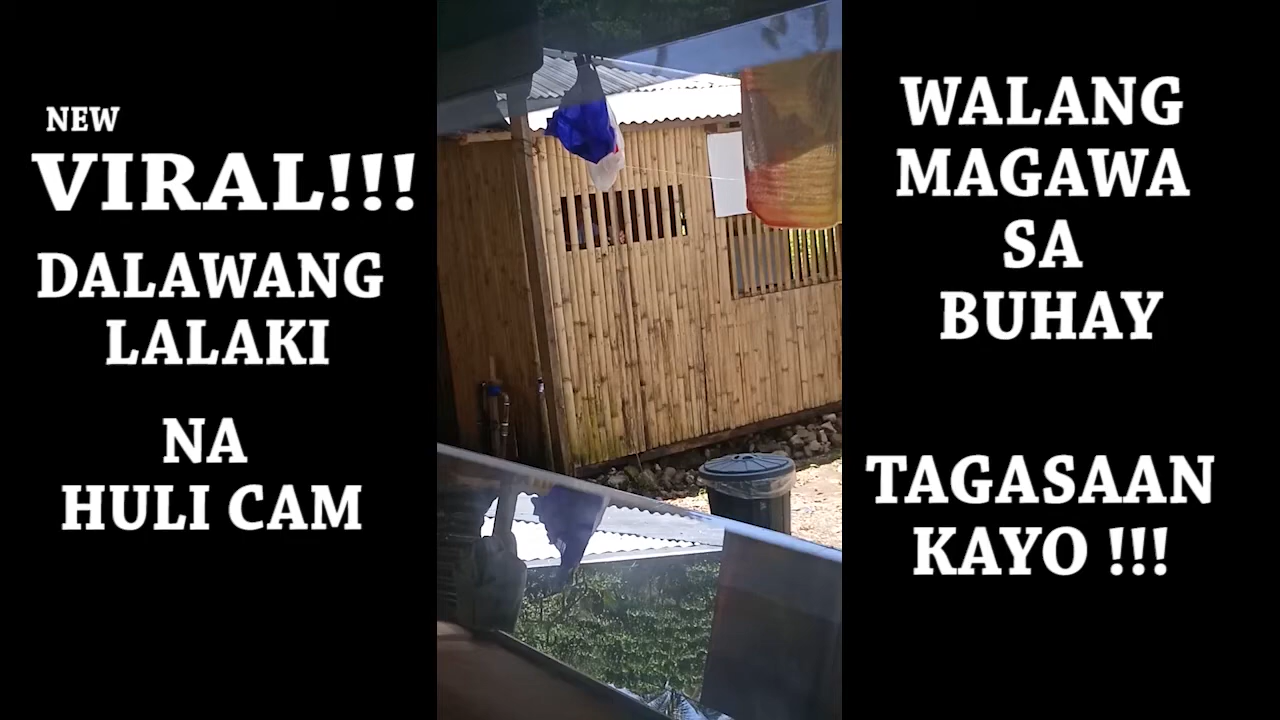 NEW
VIRAL!!!
DALAWANG
LALAKI
NA
HULI CAM
WALANG
MAGAWA
SA
BUHAY
TAGASAAN
KAYO !!!